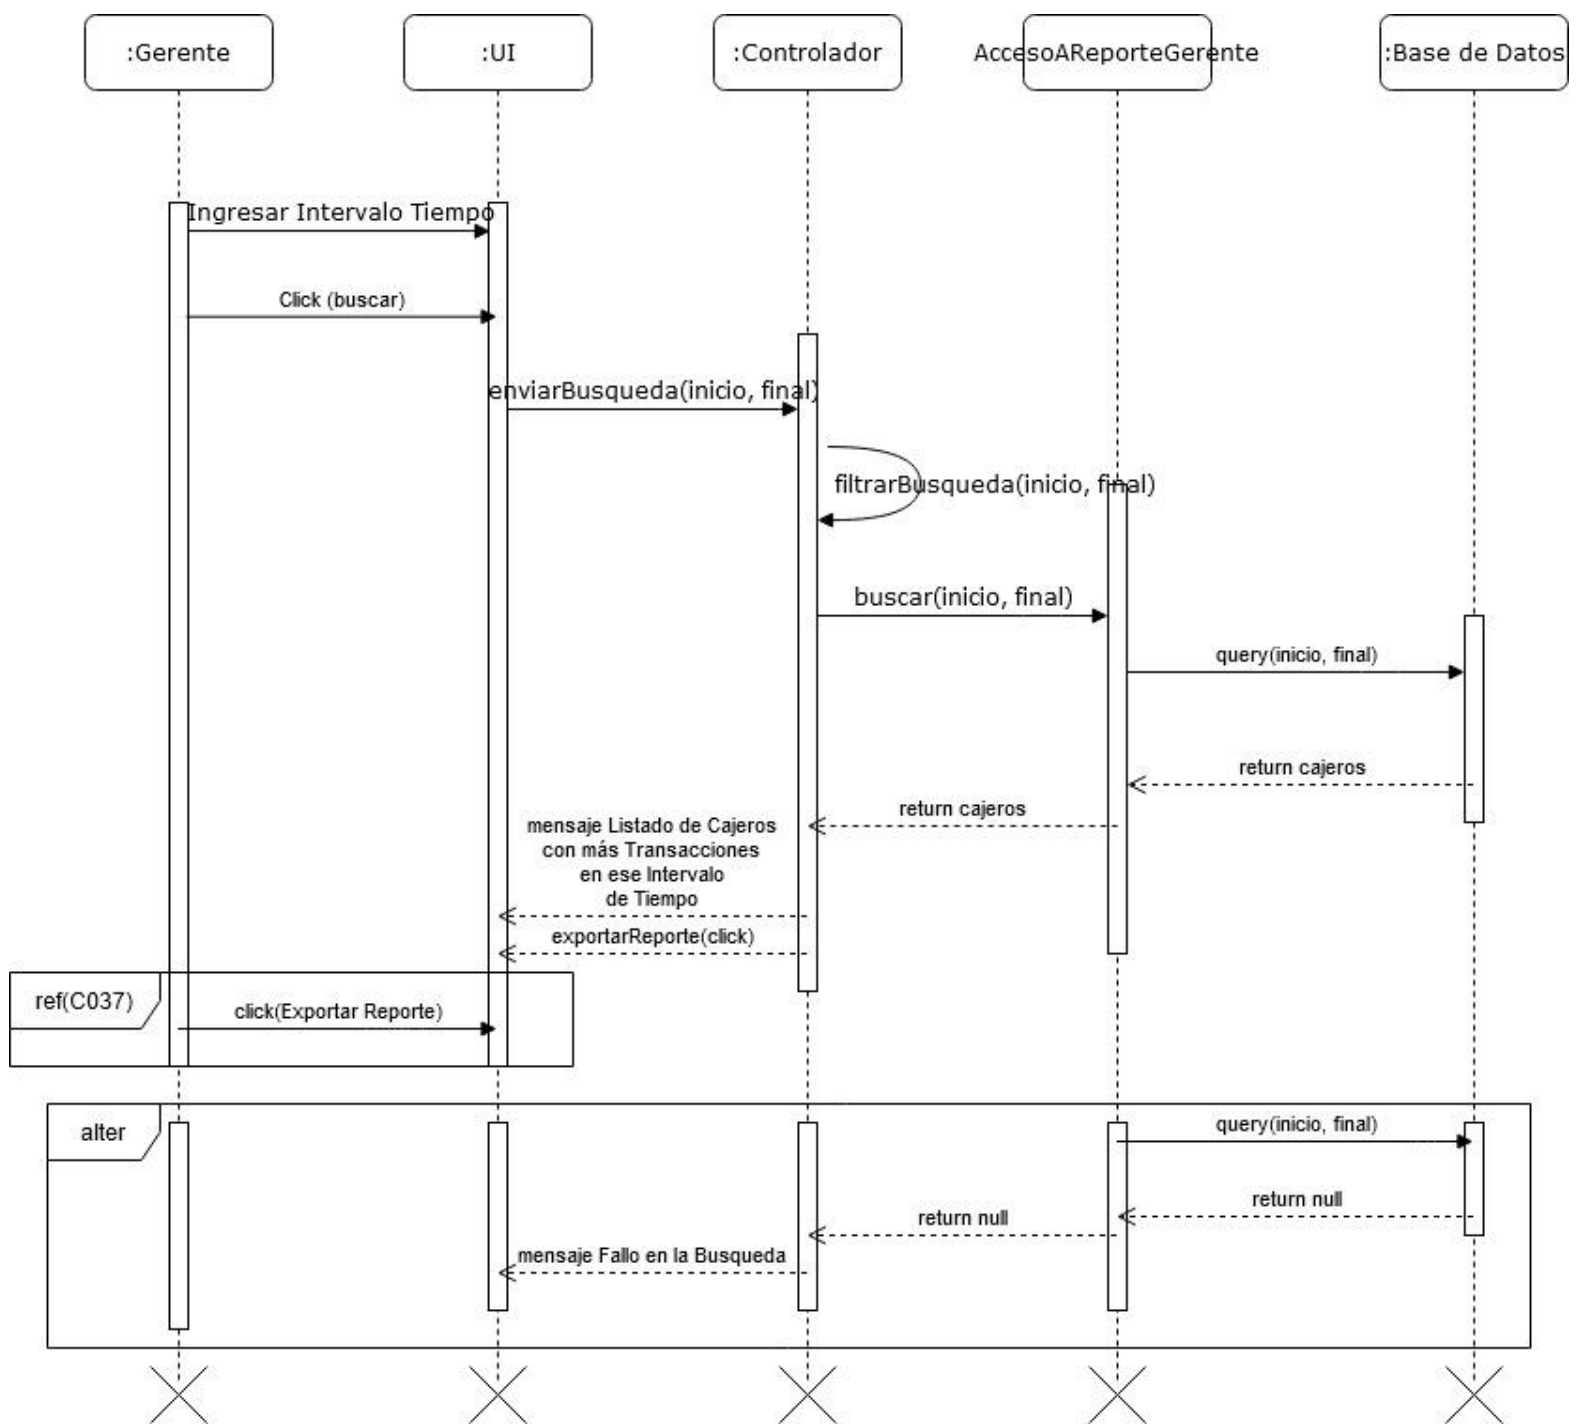 :Gerente
:UI
:Controlador
AccesoAReporteGerente
:Base de Datos
Ingresar Intervalo Tiempo
Click (buscar)
enviarBusqueda(inicio, final)
filtrarBusqueda(inicio, final)
buscar(inicio, final)
query(inicio, final)
return cajeros
return cajeros
mensaje Listado de Cajeros
con más Transacciones
en ese Intervalo
de Tiempo
exportarReporte(click)
ref(C037)
click(Exportar Reporte)
alter
query(inicio, final)
return null
return null
mensaje Fallo en la Busqueda